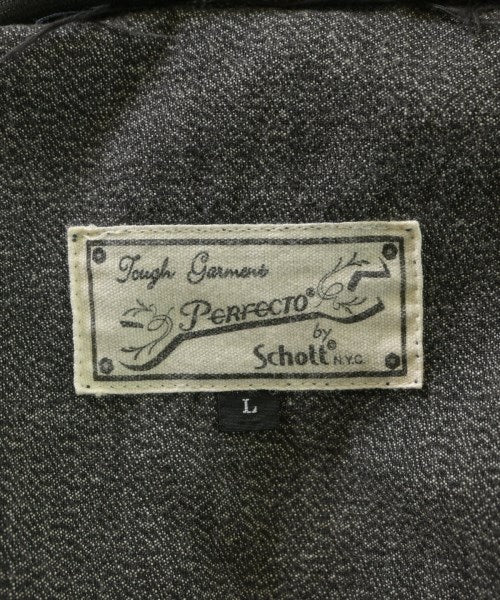 Tough Garment
PERFECTO®
by
Schott® N.Y.C.
L